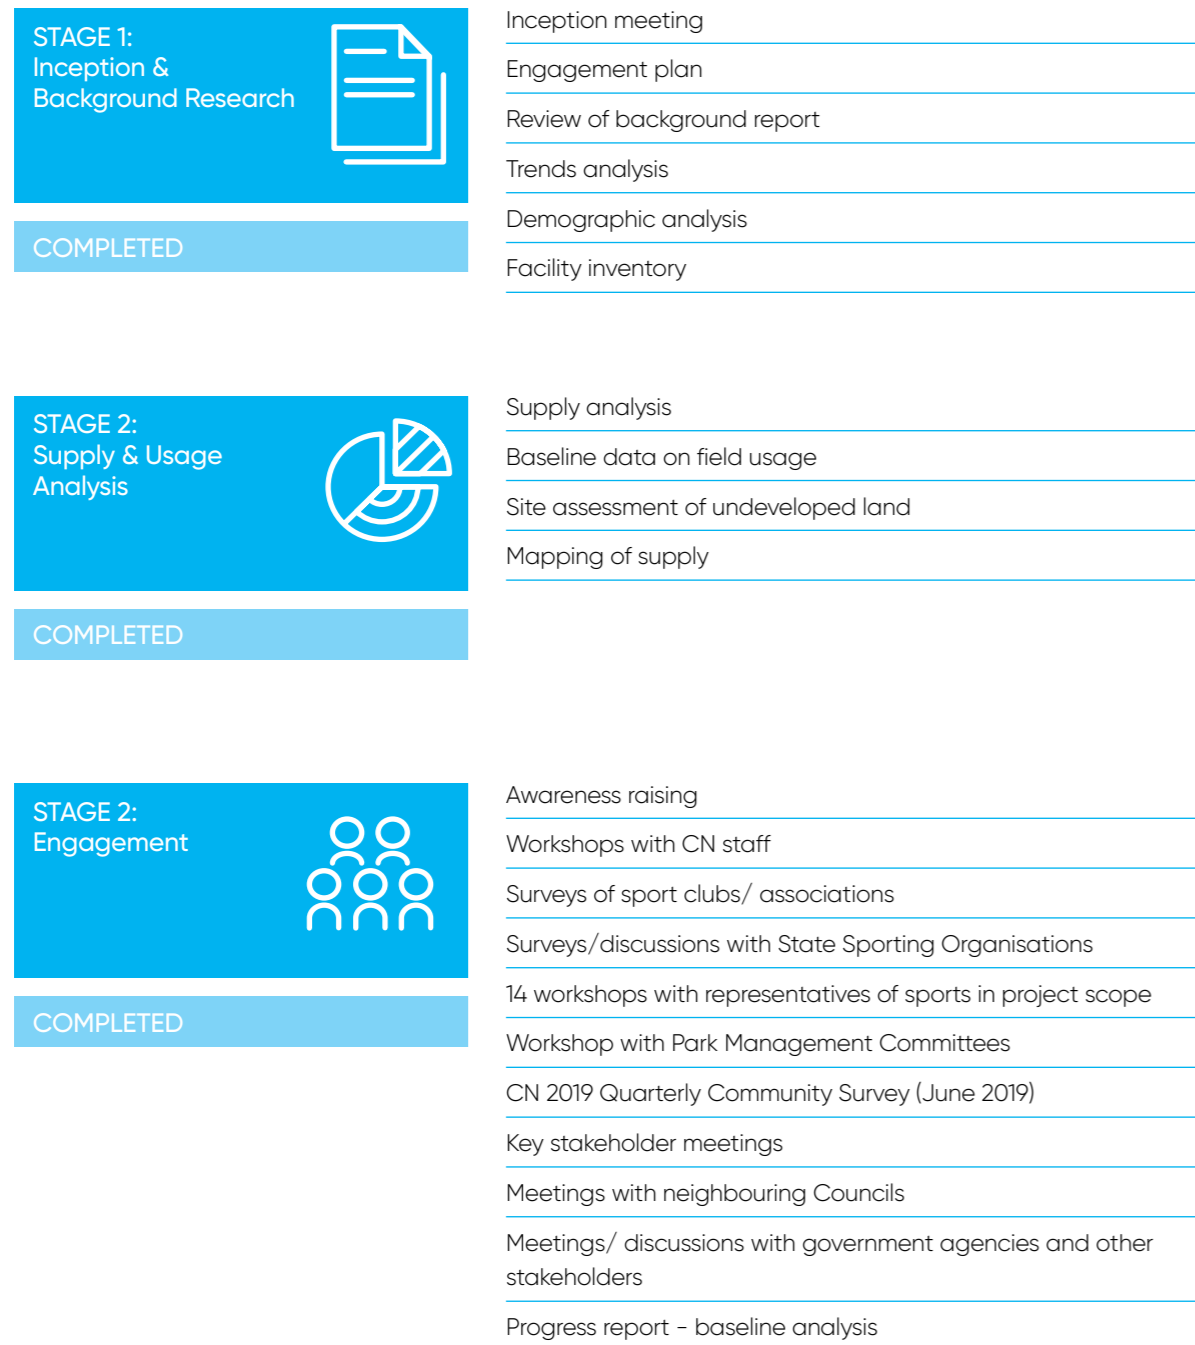 STAGE 1:
Inception &
Background Research
COMPLETED
Inception meeting
Engagement plan
Review of background report
Trends analysis
Demographic analysis
Facility inventory
STAGE 2:
Supply & Usage
Analysis
COMPLETED
Supply analysis
Baseline data on field usage
Site assessment of undeveloped land
Mapping of supply
STAGE 2:
Engagement
COMPLETED
Awareness raising
Workshops with CN staff
Surveys of sport clubs/ associations
Surveys/discussions with State Sporting Organisations
14 workshops with representatives of sports in project scope
Workshop with Park Management Committees
CN 2019 Quarterly Community Survey (June 2019)
Key stakeholder meetings
Meetings with neighbouring Councils
Meetings/ discussions with government agencies and other
stakeholders
Progress report - baseline analysis